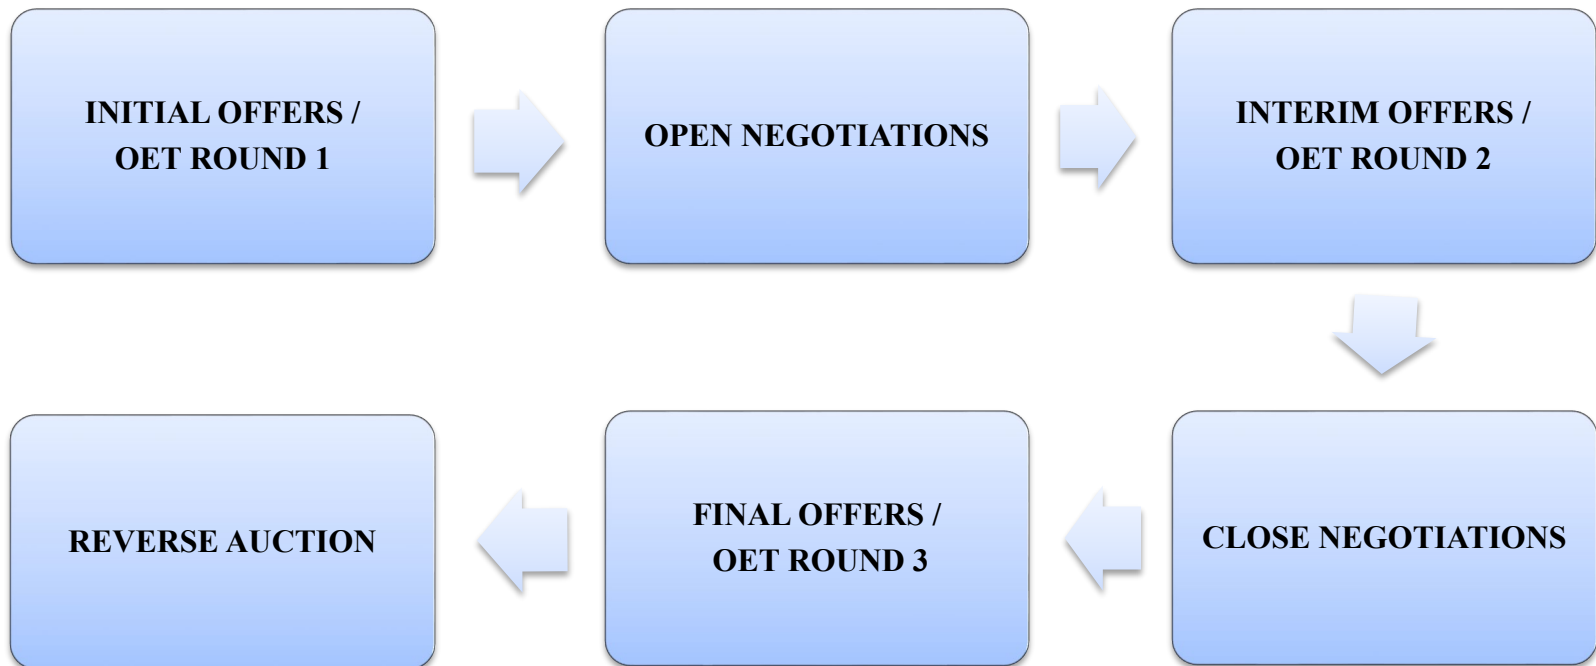 INITIAL OFFERS /
OET ROUND 1
OPEN NEGOTIATIONS
INTERIM OFFERS /
OET ROUND 2
CLOSE NEGOTIATIONS
FINAL OFFERS /
OET ROUND 3
REVERSE AUCTION